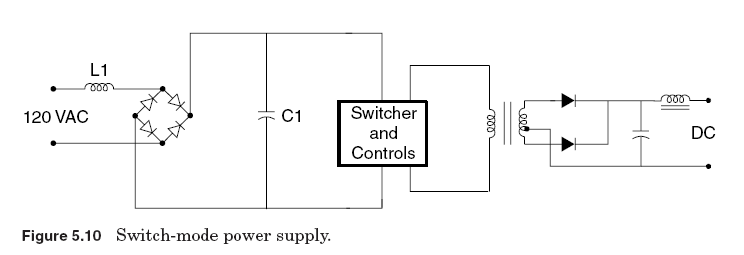 L1
120 VAC
C1
Switcher
and
Controls
DC
Figure 5.10 Switch-mode power supply.